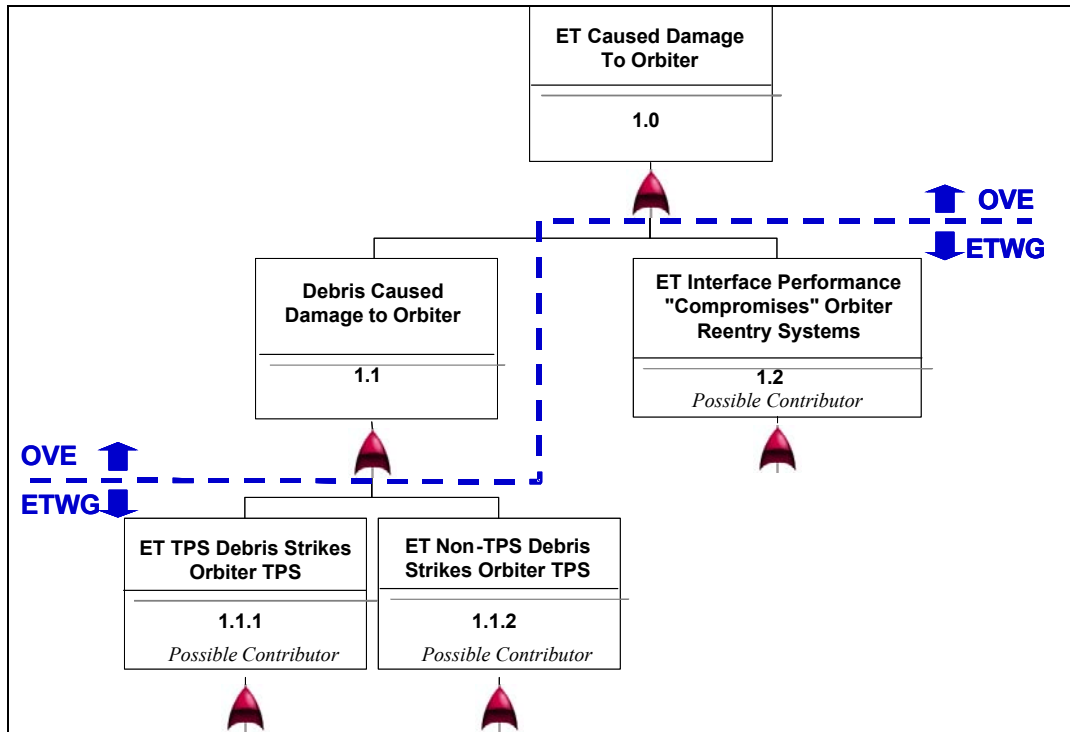 ET Caused Damage
To Orbiter
1.0
OVE
ETWG
Debris Caused
Damage to Orbiter
1.1
ET Interface Performance
"Compromises" Orbiter
Reentry Systems
1.2
Possible Contributor
OVE
ETWG
ET TPS Debris Strikes
Orbiter TPS
1.1.1
Possible Contributor
ET Non-TPS Debris
Strikes Orbiter TPS
1.1.2
Possible Contributor